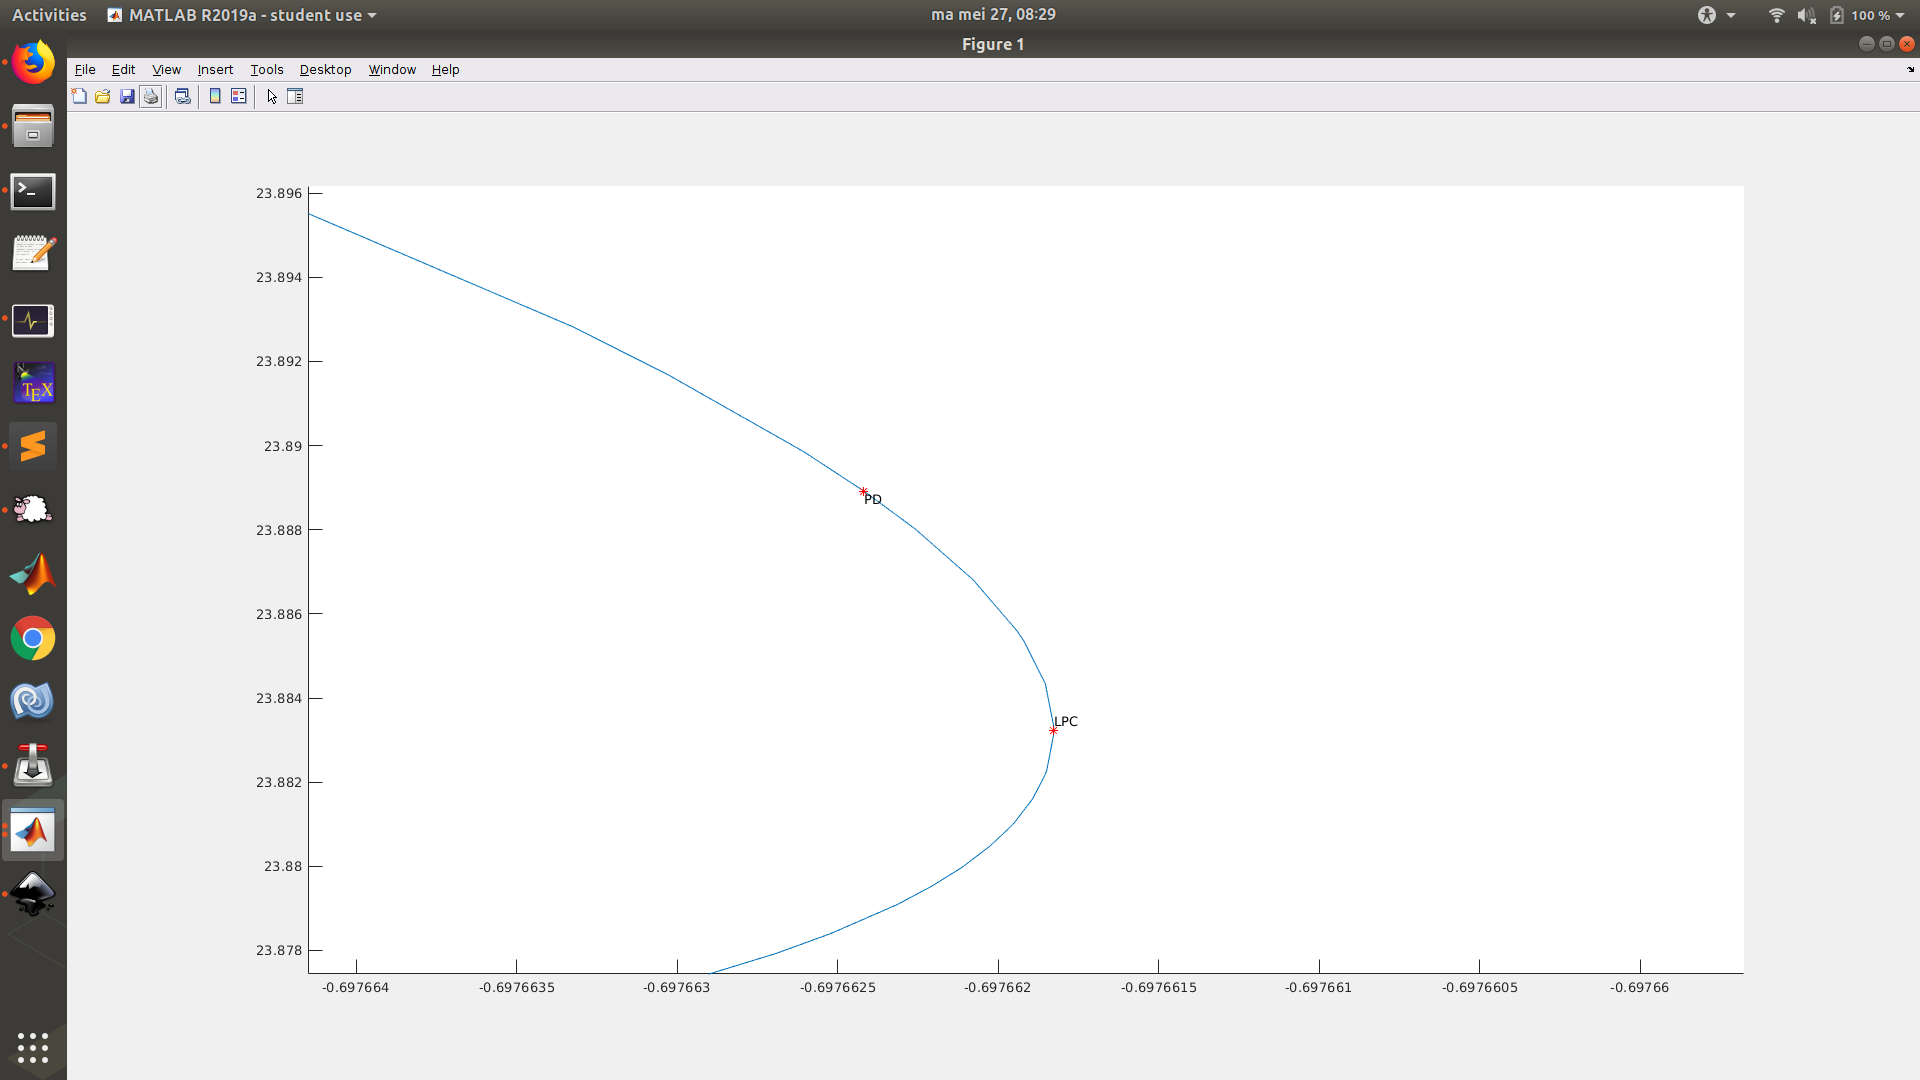 Activities MATLAB R2019a - student use ma mei 27, 08:29 100 %
Figure 1
File Edit View Insert Tools Desktop Window Help
23.896
23.894
23.892
23.89
PD
23.888
23.886
23.884
LPC
23.882
23.88
23.878
-0.697664 -0.6976635 -0.697663 -0.6976625 -0.697662 -0.6976615 -0.697661 -0.6976605 -0.69766
TEX